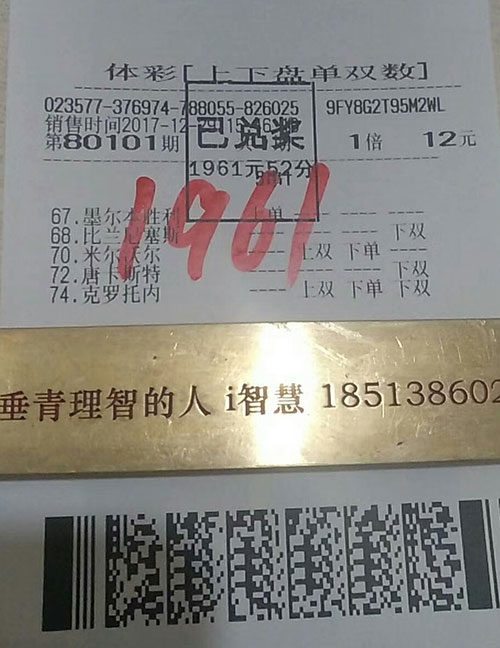 体彩[上下盘单双数]
023577-376974-788055-826025 9FY8G2T95M2WL
销售时间2017-12-2
第80101期 1倍 12元
已兑奖
1961元52分
1961
67.墨尔本胜利 上单 ---- ---- ----
68.比兰尼塞斯 ---- ---- ---- 下双
70.米尔沃尔 ---- 上双 下单 ----
72.唐卡斯特 ---- ---- ---- 下双
74.克罗托内 ---- 上双 下单 下双
垂青理智的人 i智慧 18513860